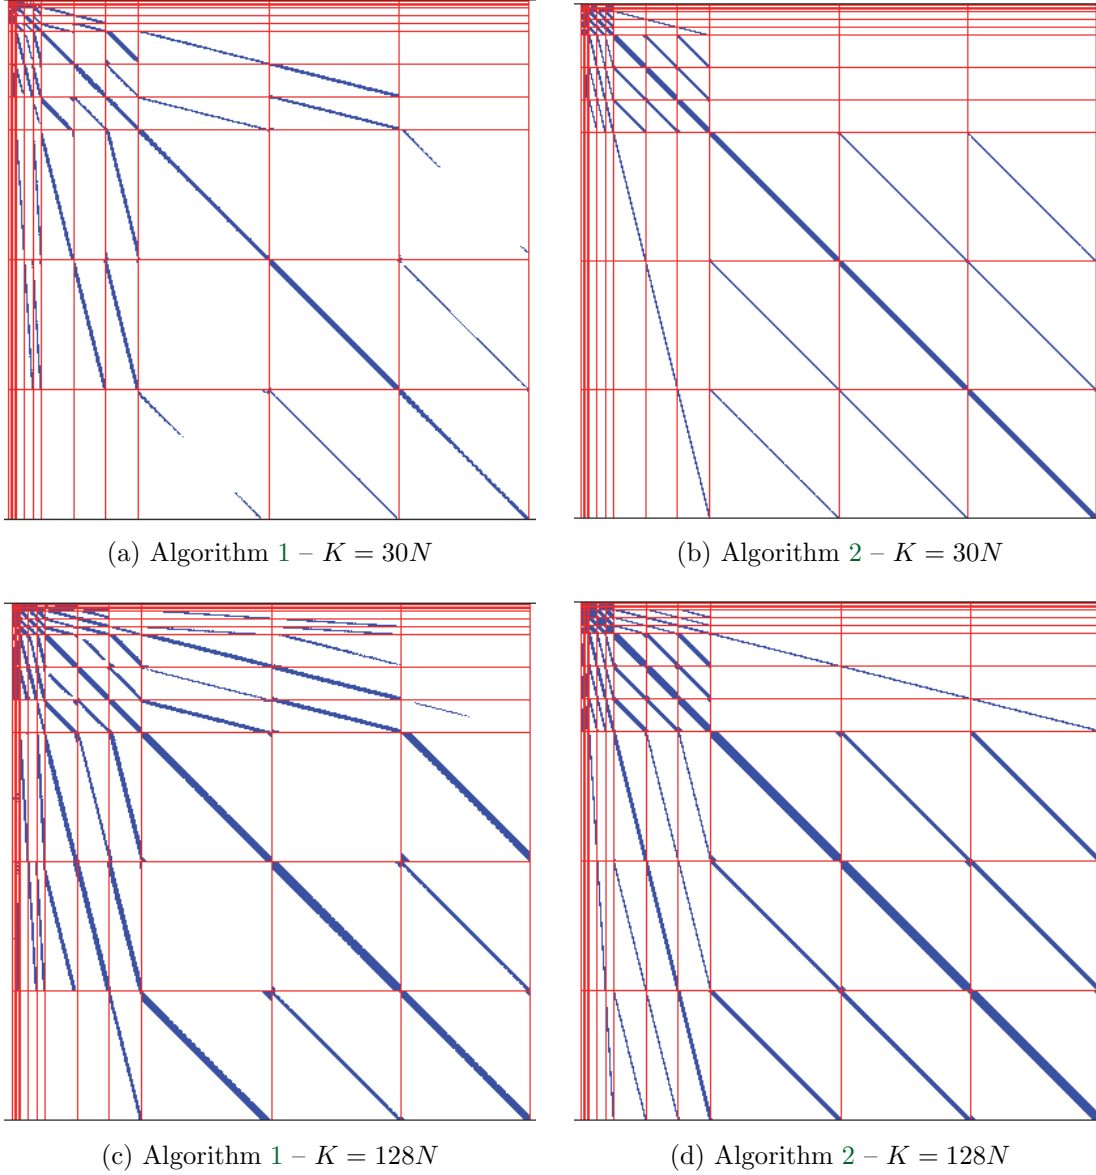 (a) Algorithm 1 – K = 30N
(b) Algorithm 2 – K = 30N
(c) Algorithm 1 – K = 128N
(d) Algorithm 2 – K = 128N